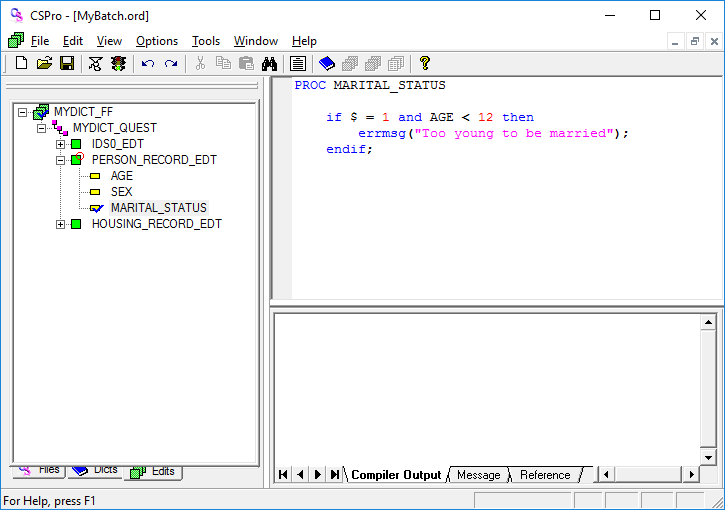 CSPro - [MyBatch.ord]
File Edit View Options Tools Window Help
MYDICT_FF
MYDICT_QUEST
IDS0_EDT
PERSON_RECORD_EDT
AGE
SEX
MARITAL_STATUS
HOUSING_RECORD_EDT
Files Dicts Edits
PROC MARITAL_STATUS
if $ = 1 and AGE < 12 then
errmsg("Too young to be married");
endif;
Compiler Output Message Reference
For Help, press F1